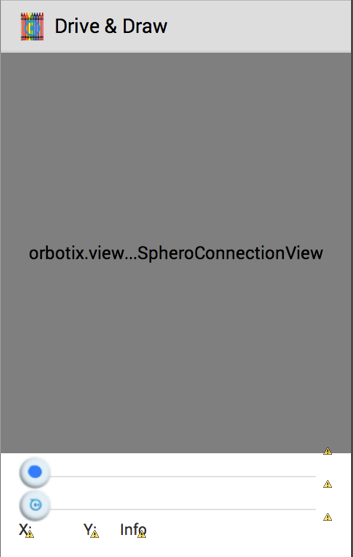 Drive & Draw
orbotix.view...SpheroConnectionView
X: Y: Info